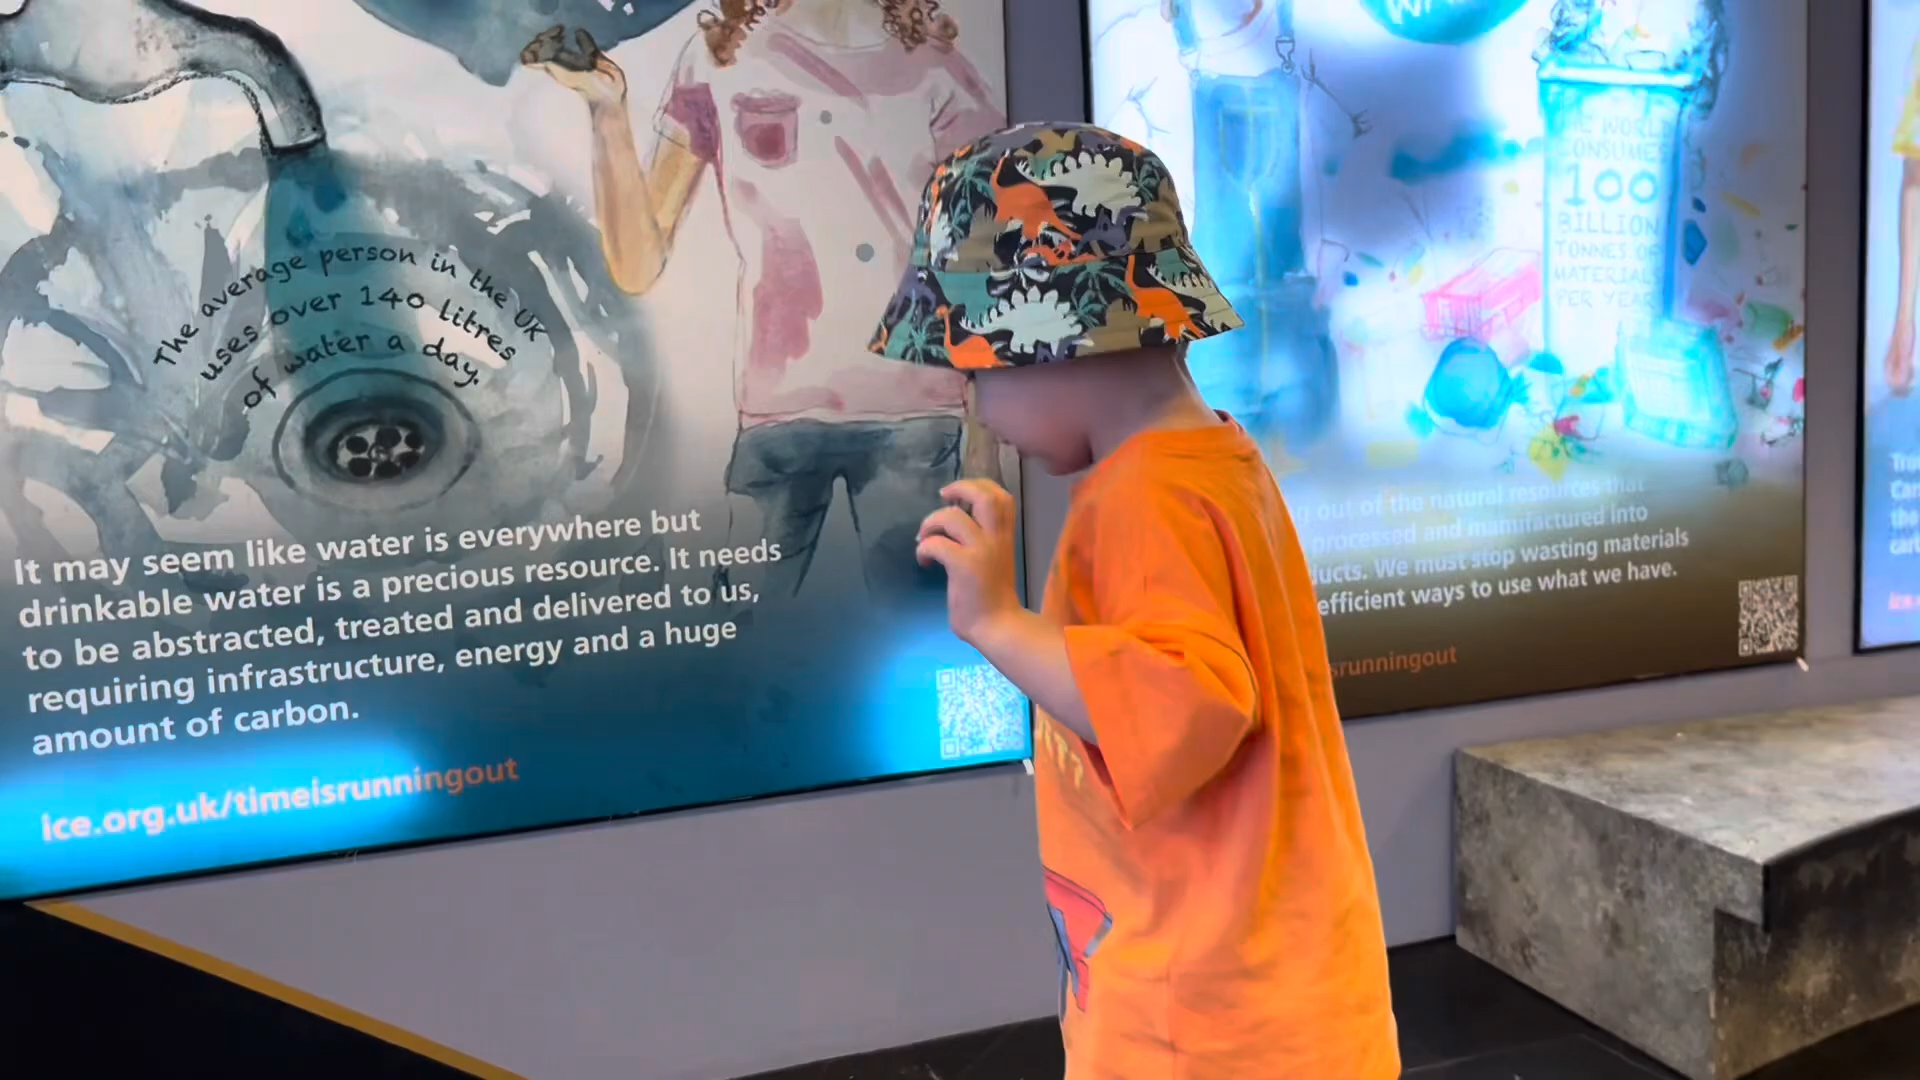 The average person in the UK
uses over 140 litres
of water a day.
It may seem like water is everywhere but
drinkable water is a precious resource. It needs
to be abstracted, treated and delivered to us,
requiring infrastructure, energy and a huge
amount of carbon.
ice.org.uk/timeisrunningout
THE WORLD
CONSUMES
100
BILLION
TONNES OF
MATERIALS
PER YEAR
out of the natural resources that
processed and manufactured into
We must stop wasting materials
efficient ways to use what we have.